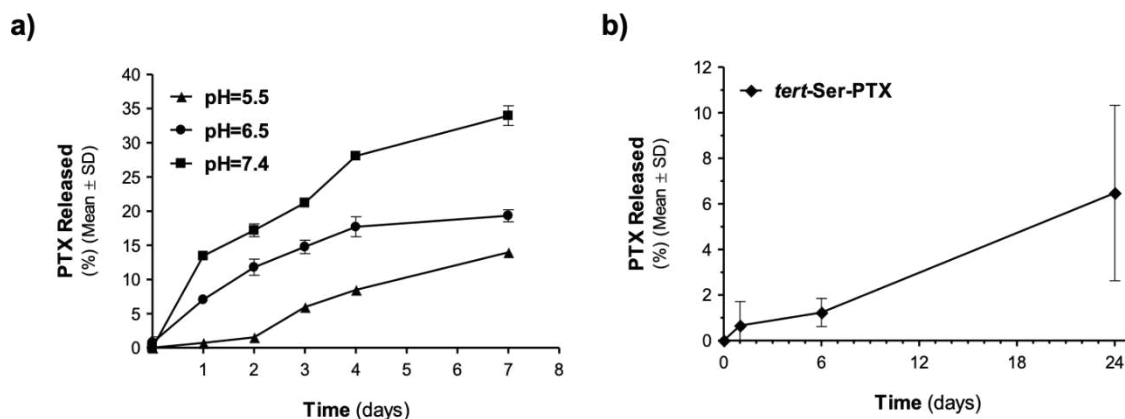 a)
PTX Released
(%) (Mean ± SD)
40
35
30
25
20
15
10
5
0
pH=5.5
pH=6.5
pH=7.4
1 2 3 4 5 6 7 8
Time (days)
b)
PTX Released
(%) (Mean ± SD)
12
10
8
6
4
2
0
tert-Ser-PTX
0 6 12 18 24
Time (days)